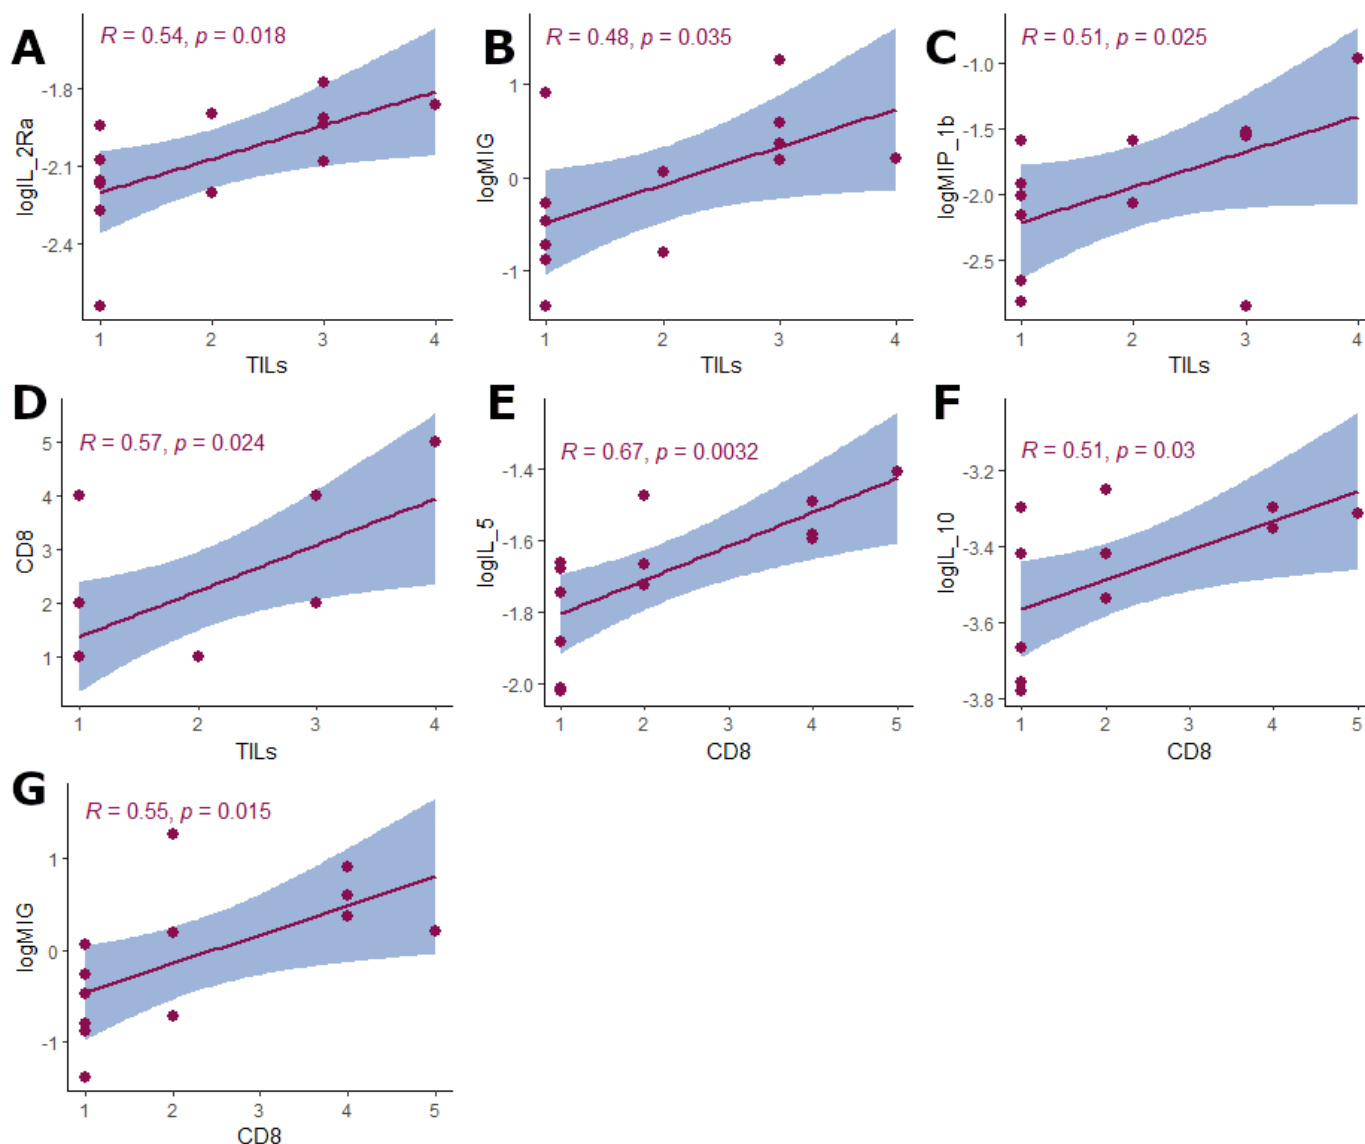 A
R = 0.54, p = 0.018
-1.8
-2.1
-2.4
logIL_2Ra
1 2 3 4
TILs
B
R = 0.48, p = 0.035
1
0
-1
logMIG
1 2 3 4
TILs
C
R = 0.51, p = 0.025
-1.0
-1.5
-2.0
-2.5
logMIP_1b
1 2 3 4
TILs
D
R = 0.57, p = 0.024
5
4
3
2
1
CD8
1 2 3 4
TILs
E
R = 0.67, p = 0.0032
-1.4
-1.6
-1.8
-2.0
logIL_5
1 2 3 4 5
CD8
F
R = 0.51, p = 0.03
-3.2
-3.4
-3.6
-3.8
logIL_10
1 2 3 4 5
CD8
G
R = 0.55, p = 0.015
1
0
-1
logMIG
1 2 3 4 5
CD8